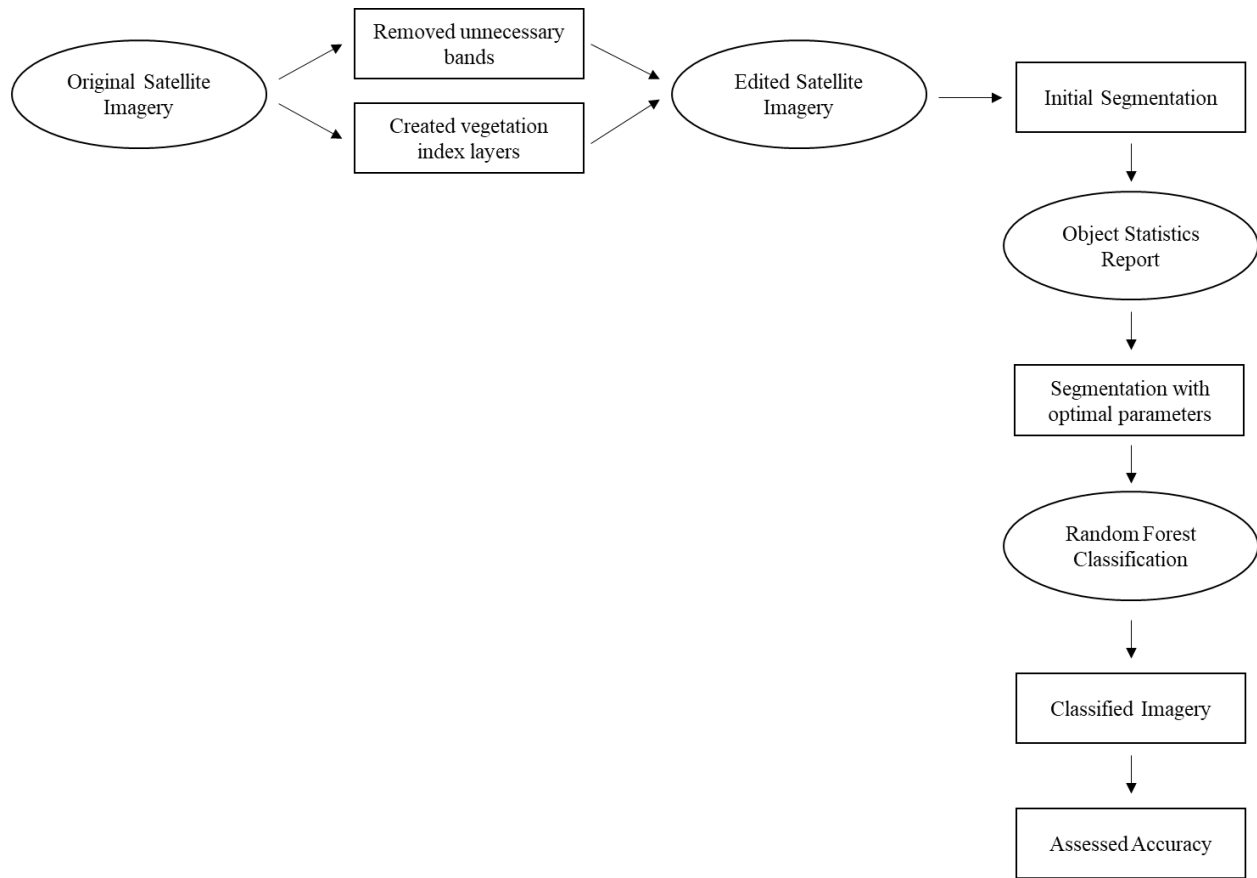 Original Satellite
Imagery
Removed unnecessary
bands
Created vegetation
index layers
Edited Satellite
Imagery
Initial Segmentation
Object Statistics
Report
Segmentation with
optimal parameters
Random Forest
Classification
Classified Imagery
Assessed Accuracy